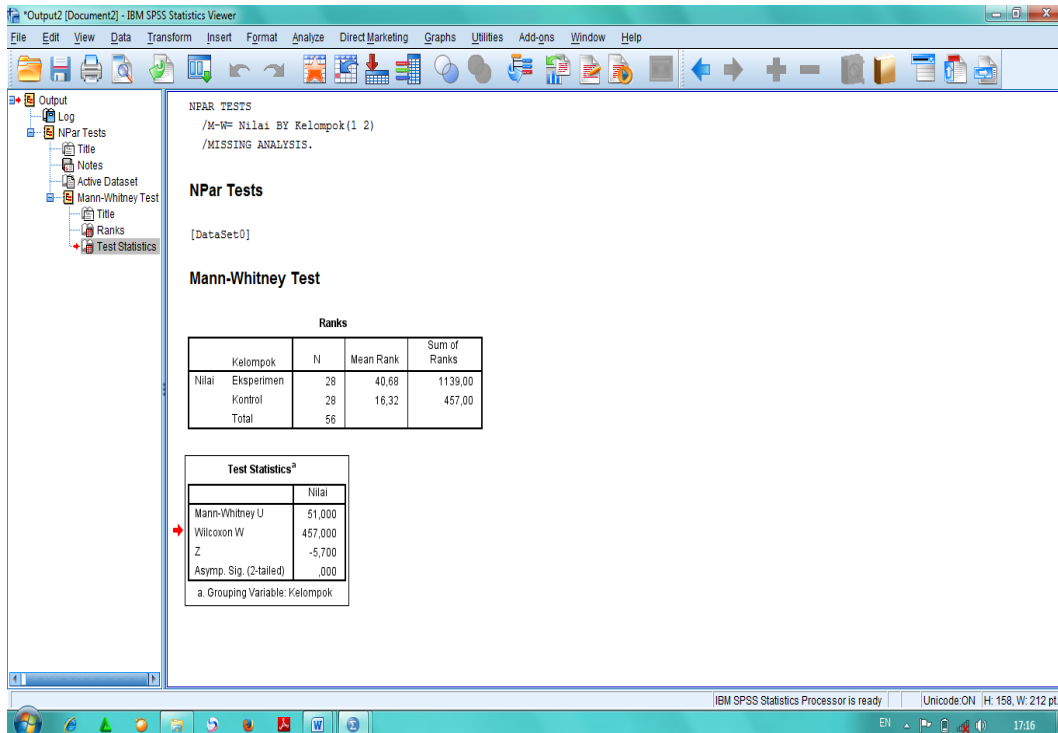 *Output2 [Document2] - IBM SPSS Statistics Viewer
File Edit View Data Transform Insert Format Analyze Direct Marketing Graphs Utilities Add-ons Window Help
Output
Log
NPar Tests
Title
Notes
Active Dataset
Mann-Whitney Test
Title
Ranks
Test Statistics
NPAR TESTS
/M-W= Nilai BY Kelompok(1 2)
/MISSING ANALYSIS.
NPar Tests
[DataSet0]
Mann-Whitney Test
Ranks
Kelompok N Mean Rank Sum of Ranks
Nilai Eksperimen 28 40,68 1139,00
Kontrol 28 16,32 457,00
Total 56
Test Statistics a
Nilai
Mann-Whitney U 51,000
Wilcoxon W 457,000
Z -5,700
Asymp. Sig. (2-tailed) ,000
a. Grouping Variable: Kelompok
IBM SPSS Statistics Processor is ready Unicode:ON H: 158, W: 212 pt.
EN 17:16